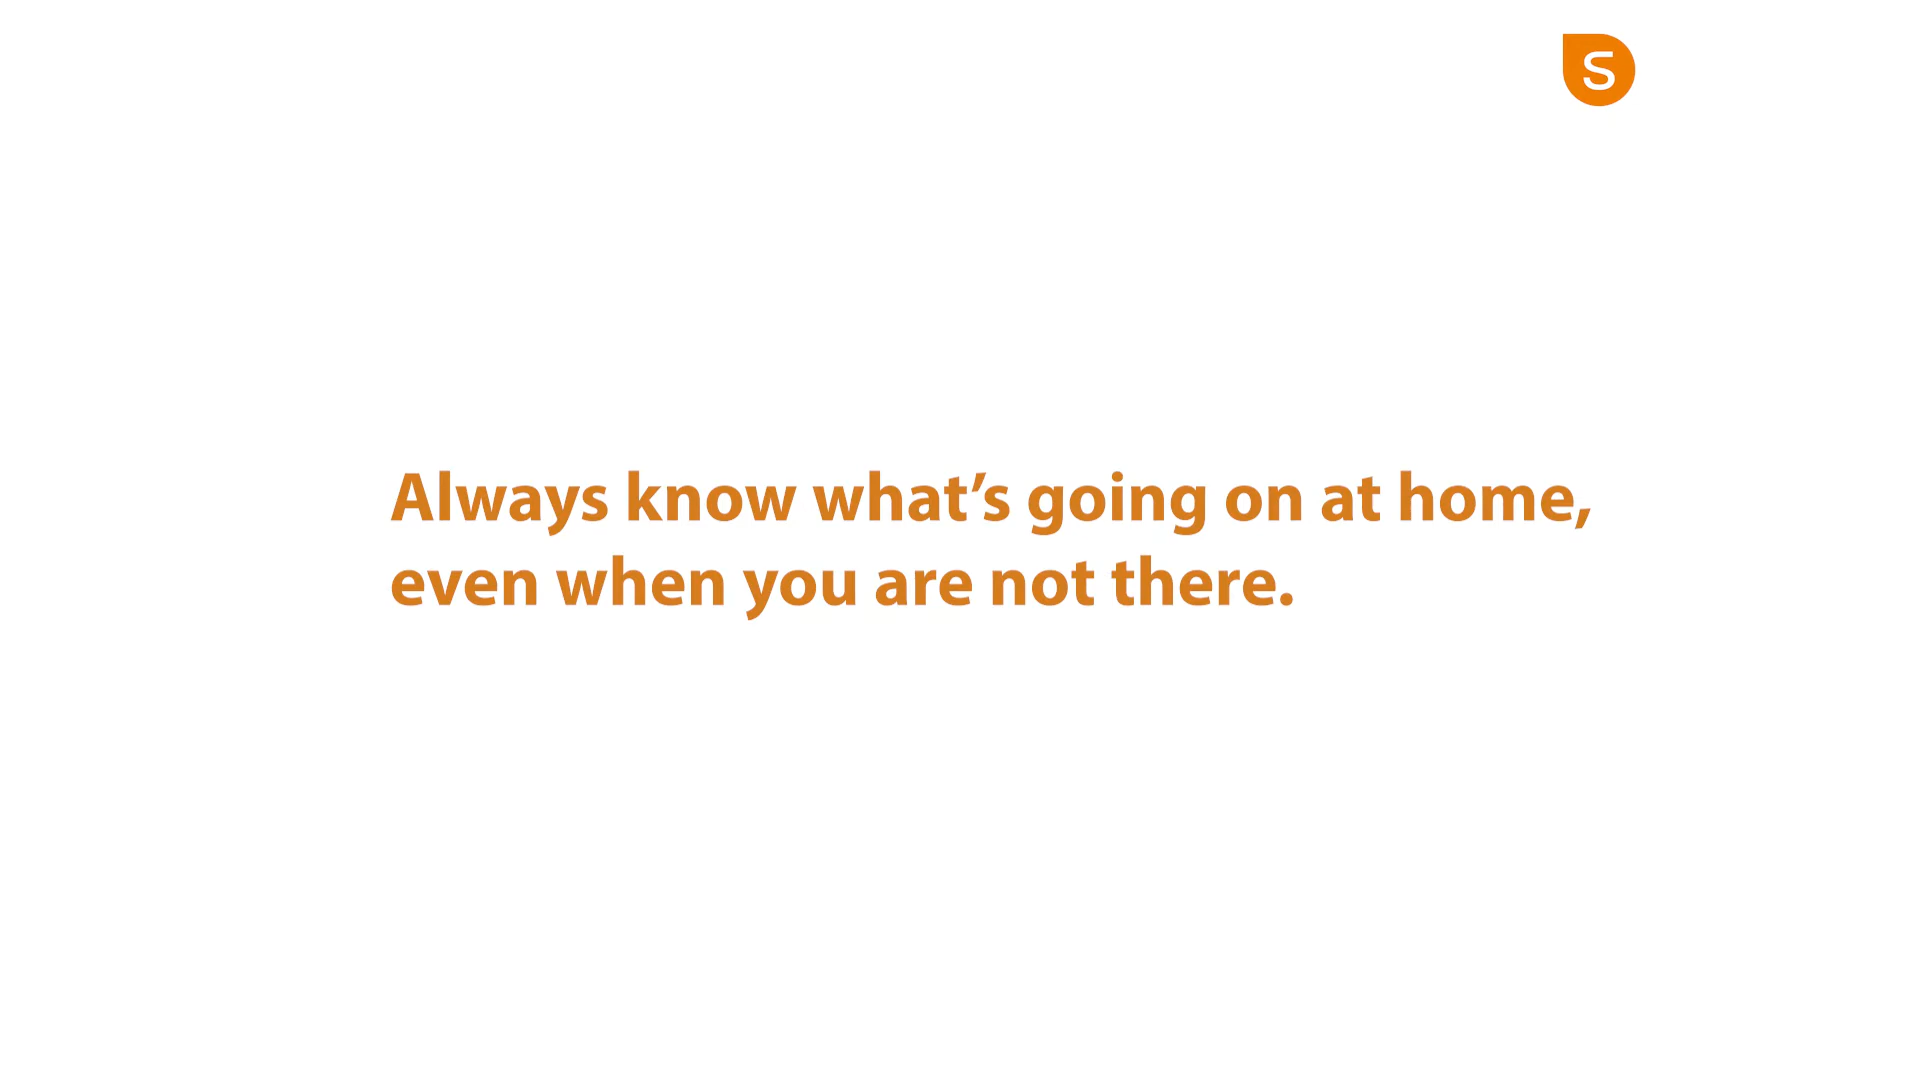 S
Always know what’s going on at home,
even when you are not there.